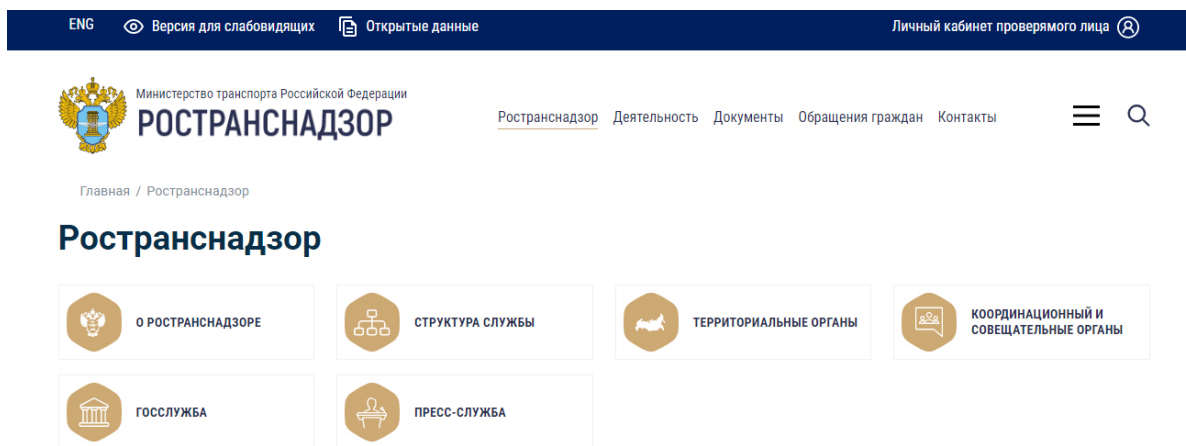 ENG Версия для слабовидящих Открытые данные Личный кабинет проверямого лица
Министерство транспорта Российской Федерации
РОСТРАНСНАДЗОР
Ространснадзор Деятельность Документы Обращения граждан Контакты
Главная / Ространснадзор
Ространснадзор
О РОСТРАНСНАДЗОРЕ
СТРУКТУРА СЛУЖБЫ
ТЕРРИТОРИАЛЬНЫЕ ОРГАНЫ
КООРДИНАЦИОННЫЙ И
СОВЕЩАТЕЛЬНЫЕ ОРГАНЫ
ГОССЛУЖБА
ПРЕСС-СЛУЖБА